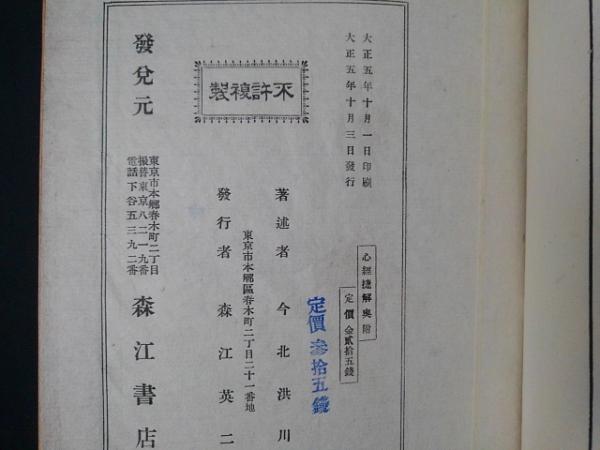 大正五年十月一日印刷
大正五年十月三日發行
心經捷解奥附
定價金貳拾五錢
定價參拾五錢
著述者 今北洪川
東京市本鄕區春木町二丁目二十一番地
發行者 森江英二
不許複製
發兌元
東京市本鄕春木町二丁目
振替東京八二一九番
電話下谷五三九二番
森江書店